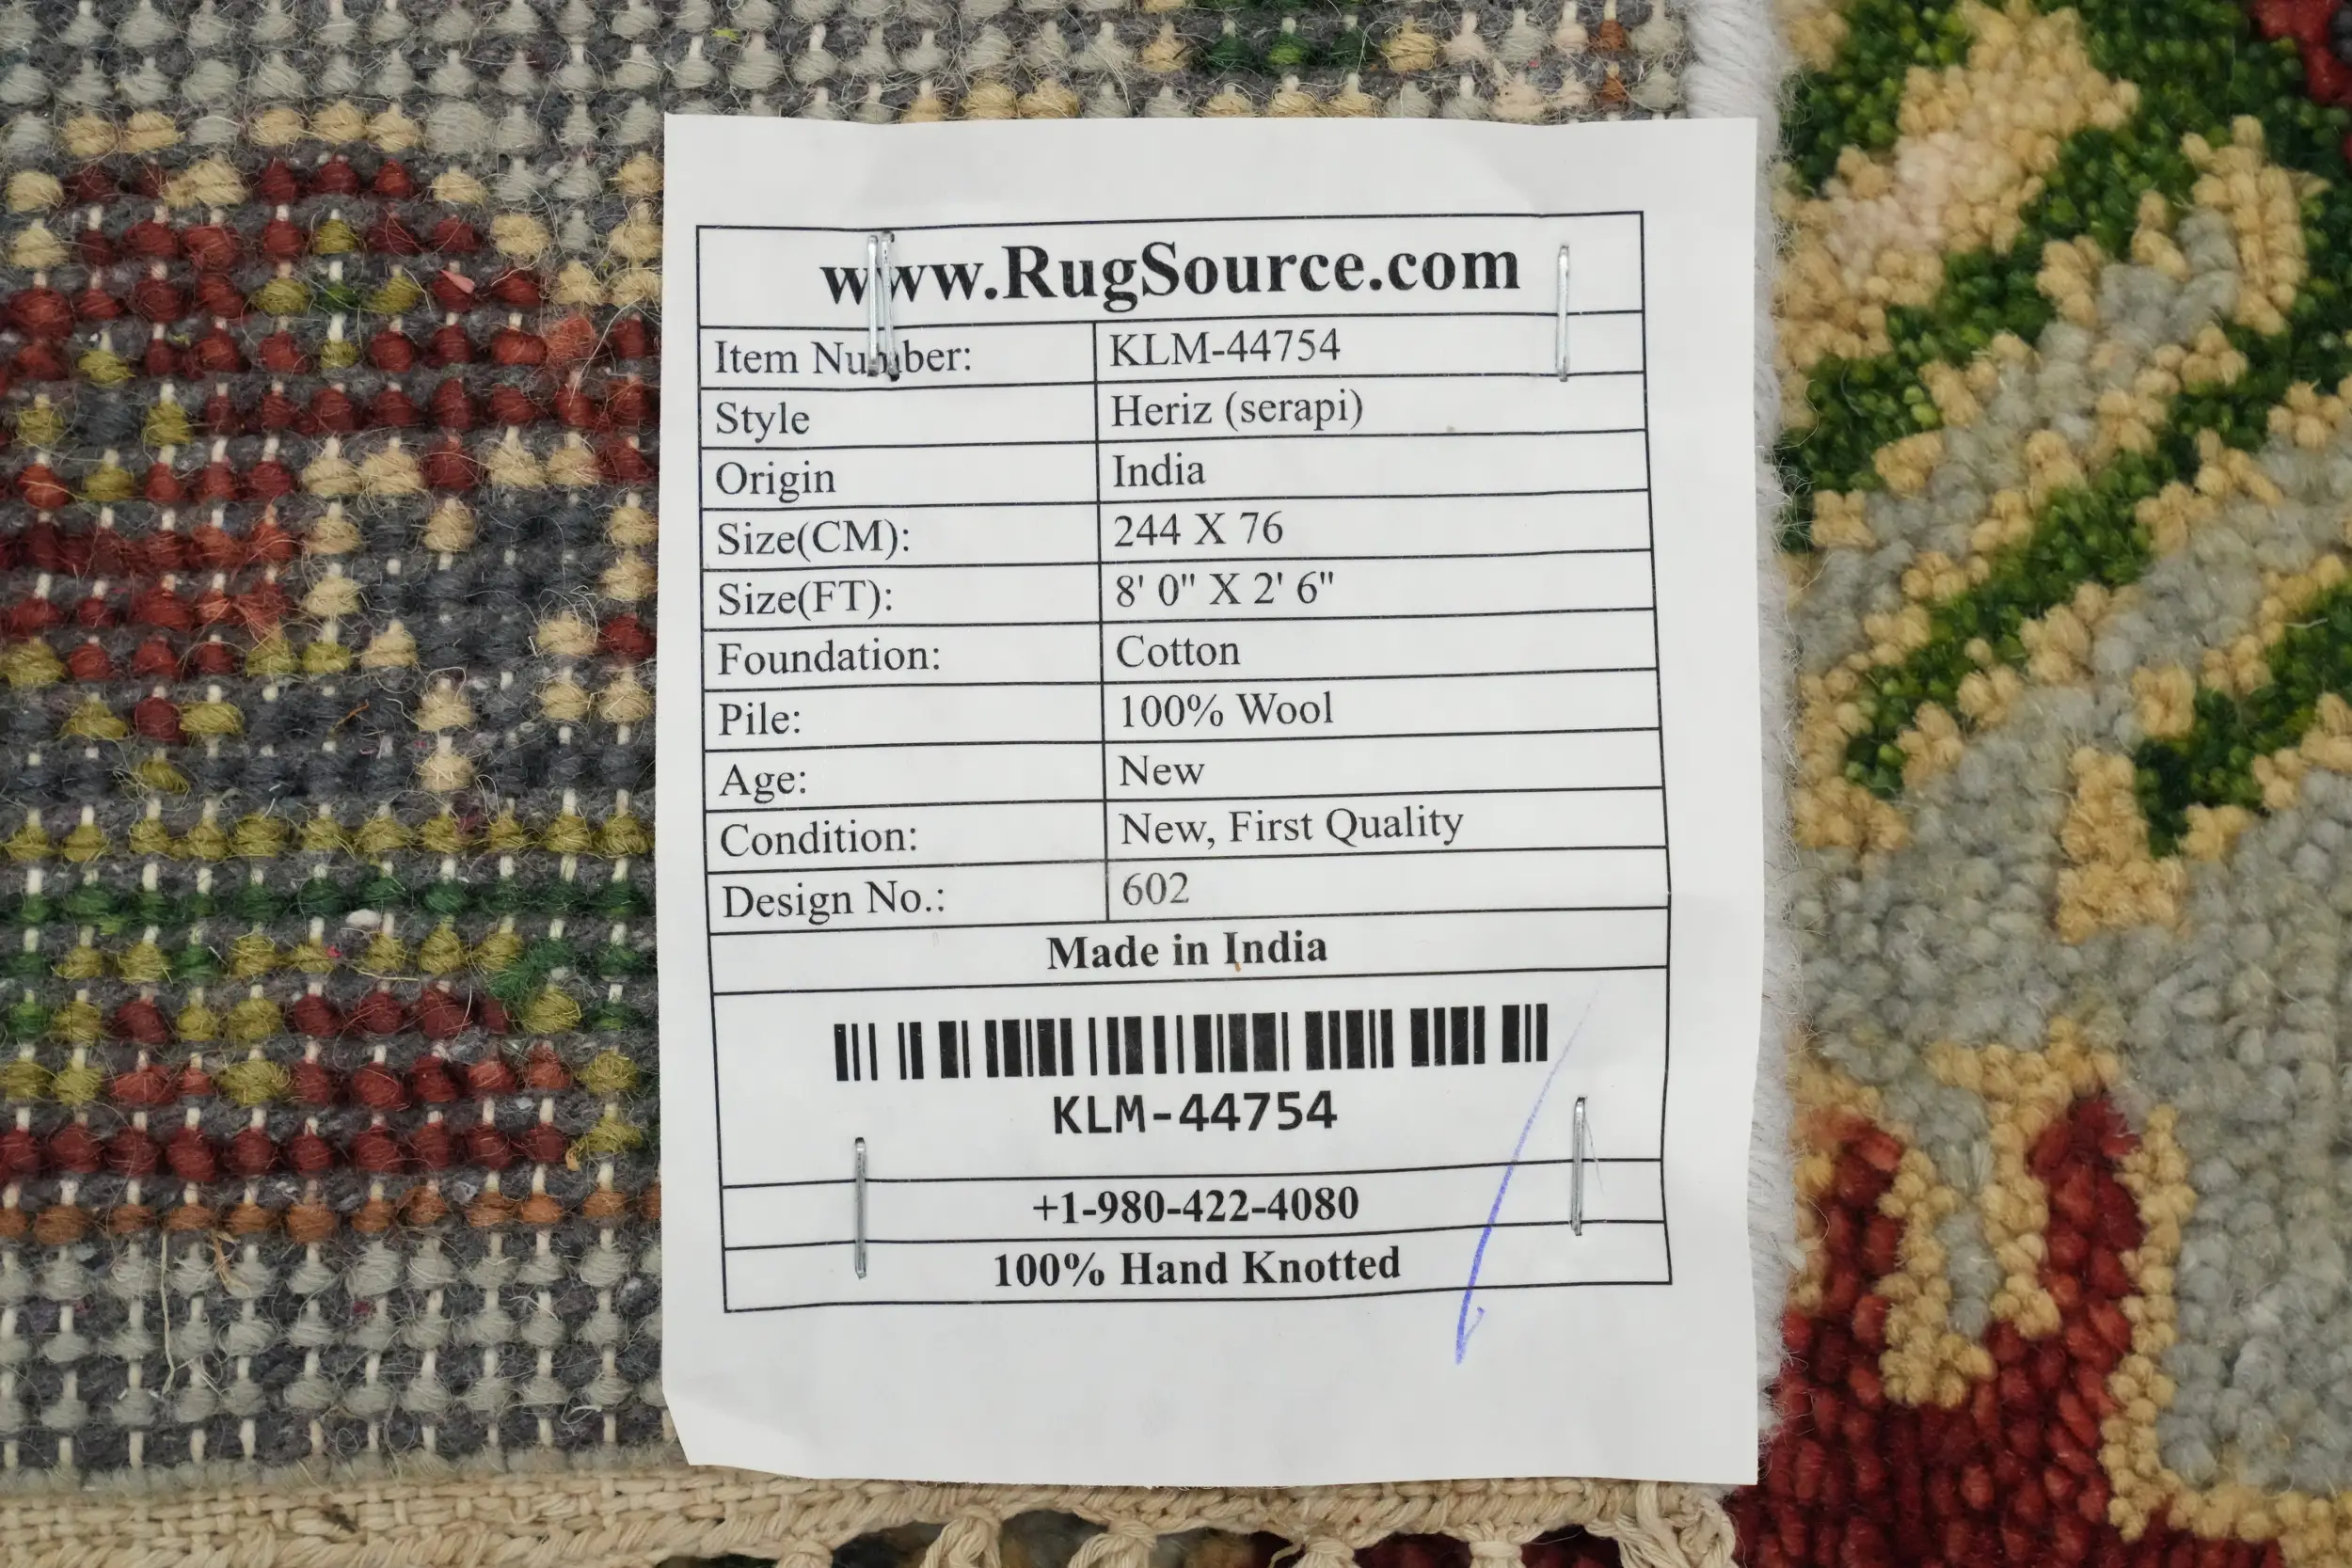 www.RugSource.com
Item Number: KLM-44754
Style Heriz (serapi)
Origin India
Size(CM): 244 X 76
Size(FT): 8' 0" X 2' 6"
Foundation: Cotton
Pile: 100% Wool
Age: New
Condition: New, First Quality
Design No.: 602
Made in India
KLM-44754
+1-980-422-4080
100% Hand Knotted